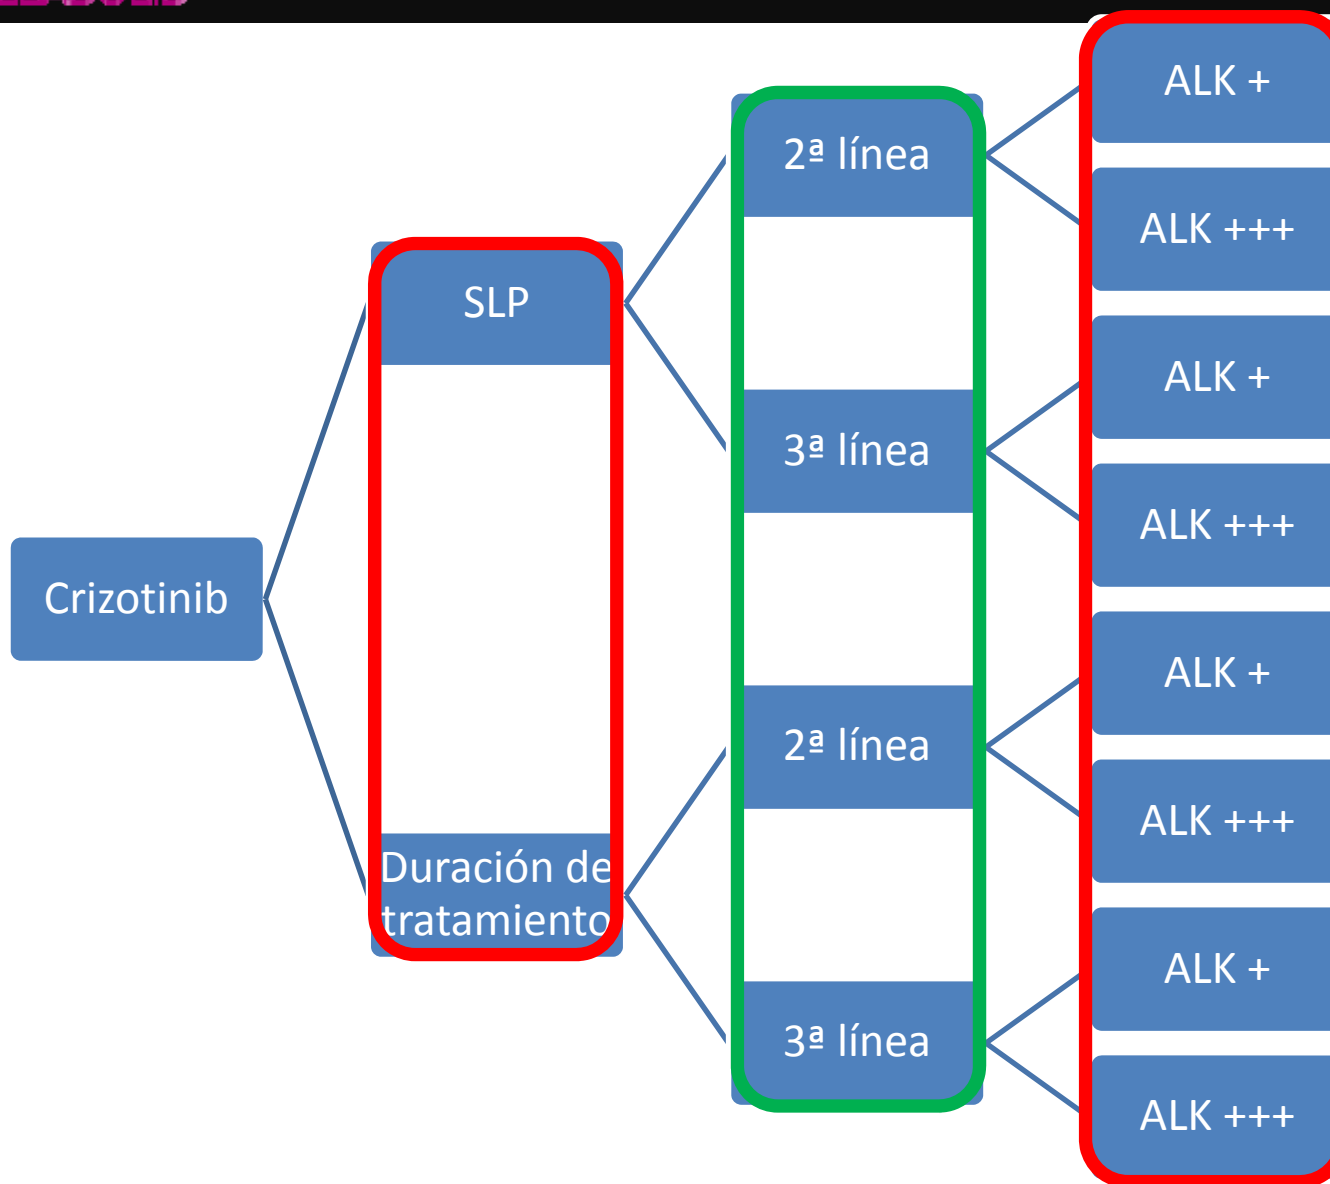 Crizotinib
SLP
Duración de
tratamiento
2ª línea
3ª línea
2ª línea
3ª línea
ALK +
ALK +++
ALK +
ALK +++
ALK +
ALK +++
ALK +
ALK +++